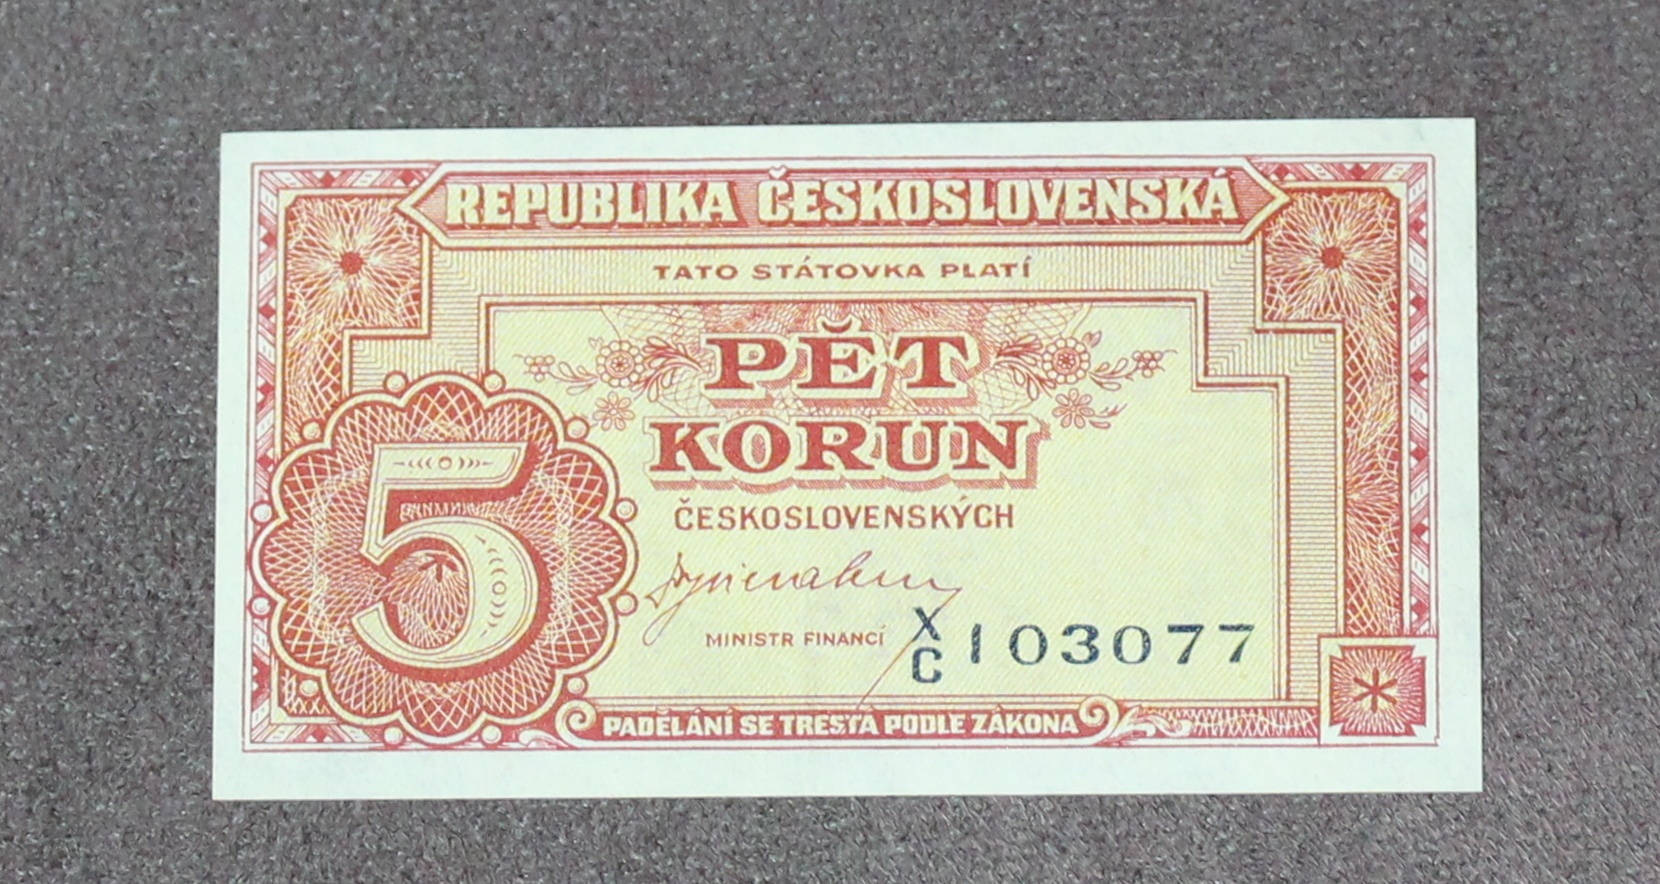 REPUBLIKA ČESKOSLOVENSKÁ
TATO STÁTOVKA PLATÍ
PĚT
KORUN
ČESKOSLOVENSKÝCH
5
MINISTR FINANCÍ
X/C 103077
PADĚLÁNÍ SE TRESTÁ PODLE ZÁKONA